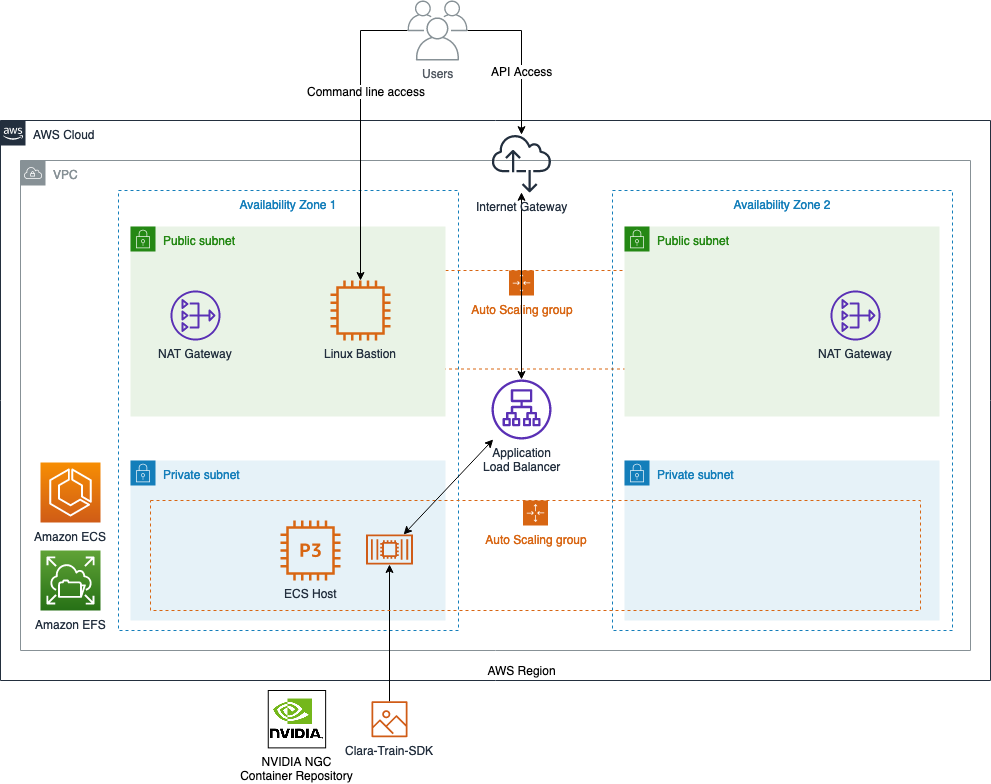 Users
API Access
Command line access
aws
AWS Cloud
VPC
Internet Gateway
Availability Zone 1
Availability Zone 2
Public subnet
Public subnet
Auto Scaling group
NAT Gateway
Linux Bastion
NAT Gateway
Application
Load Balancer
Private subnet
Private subnet
Amazon ECS
Auto Scaling group
P3
ECS Host
Amazon EFS
AWS Region
NVIDIA.
NVIDIA NGC
Container Repository
Clara-Train-SDK